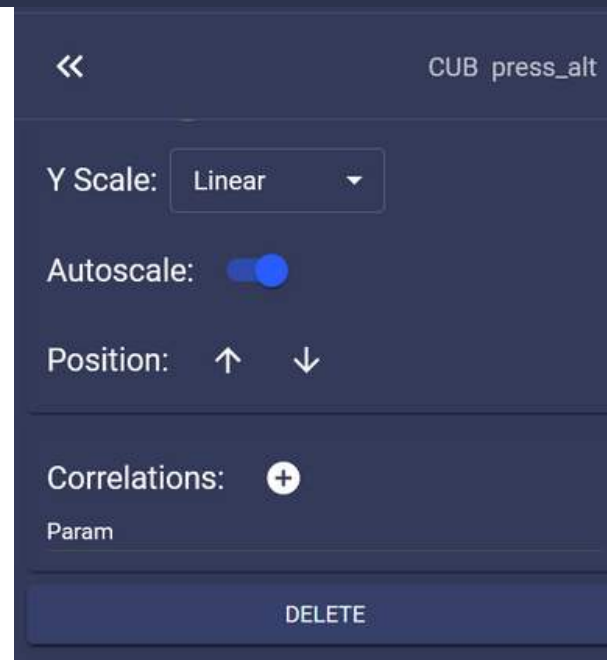 CUB press_alt
Y Scale: Linear
Autoscale:
Position:
Correlations:
Param
DELETE